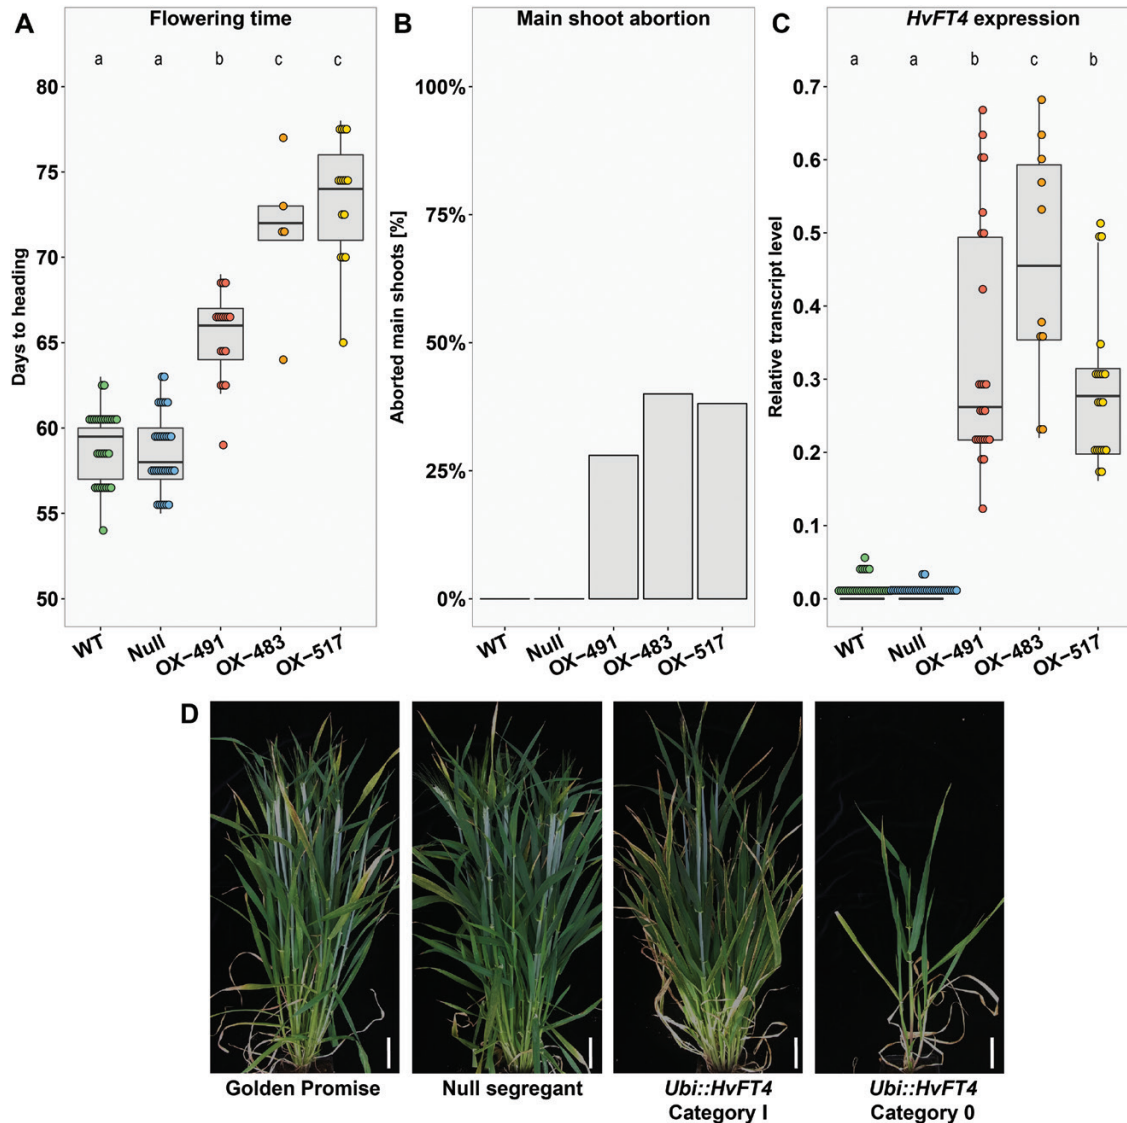 A
Flowering time
a a b c c
Days to heading
80
75
70
65
60
55
50
WT Null OX−491 OX−483 OX−517
B
Main shoot abortion
Aborted main shoots [%]
100%
75%
50%
25%
0%
WT Null OX−491 OX−483 OX−517
C
HvFT4 expression
a a b c b
Relative transcript level
0.7
0.6
0.5
0.4
0.3
0.2
0.1
0.0
WT Null OX−491 OX−483 OX−517
D
Golden Promise
Null segregant
Ubi::HvFT4
Category I
Ubi::HvFT4
Category 0